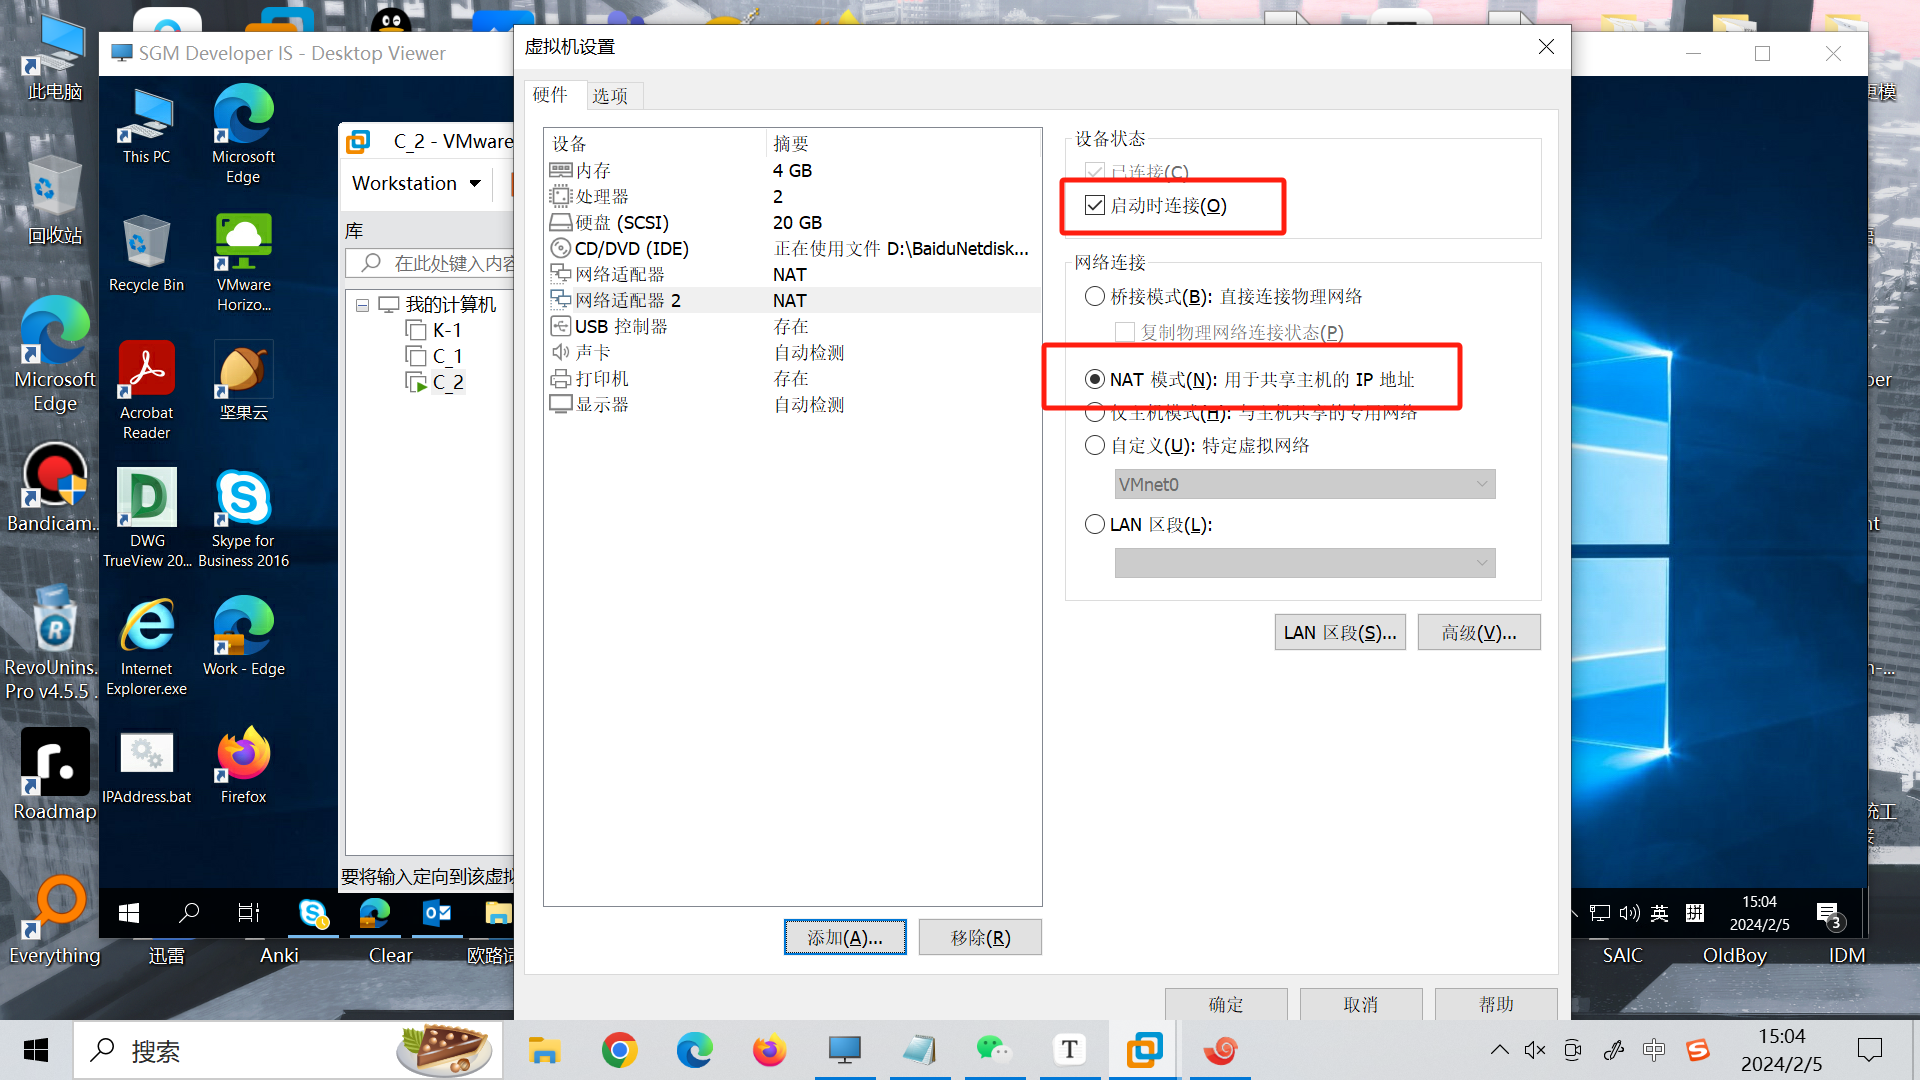 此电脑
回收站
Microsoft
Edge
Bandicam...
RevoUnins...
Pro v4.5.5 ...
Roadmap
Everything
SGM Developer IS - Desktop Viewer
This PC
Microsoft
Edge
Recycle Bin
VMware
Horizo...
Acrobat
Reader
坚果云
DWG
TrueView 20...
Skype for
Business 2016
Internet
Explorer.exe
Work - Edge
IPAddress.bat
Firefox
C_2 - VMware
Workstation
库
在此处键入内容
我的计算机
K-1
C_1
C_2
要将输入定向到该虚拟
虚拟机设置
硬件
选项
设备 摘要
内存 4 GB
处理器 2
硬盘 (SCSI) 20 GB
CD/DVD (IDE) 正在使用文件 D:\BaiduNetdisk...
网络适配器 NAT
网络适配器 2 NAT
USB 控制器 存在
声卡 自动检测
打印机 存在
显示器 自动检测
添加(A)...
移除(R)
设备状态
已连接(C)
启动时连接(O)
网络连接
桥接模式(B): 直接连接物理网络
复制物理网络连接状态(P)
NAT 模式(N): 用于共享主机的 IP 地址
仅主机模式(H): 与主机共享的专用网络
自定义(U): 特定虚拟网络
VMnet0
LAN 区段(L):
LAN 区段(S)...
高级(V)...
确定
取消
帮助
英
拼
15:04
2024/2/5
3
迅雷
Anki
Clear
欧路词
SAIC
OldBoy
IDM
搜索
T
中
S
15:04
2024/2/5